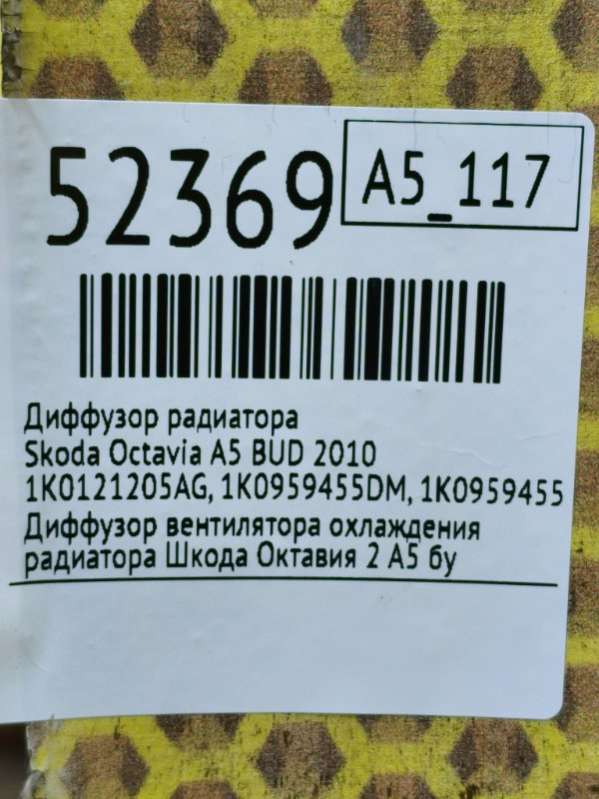 52369
A5_117
Диффузор радиатора
Skoda Octavia A5 BUD 2010
1K0121205AG, 1K0959455DM, 1K0959455
Диффузор вентилятора охлаждения
радиатора Шкода Октавия 2 А5 бу